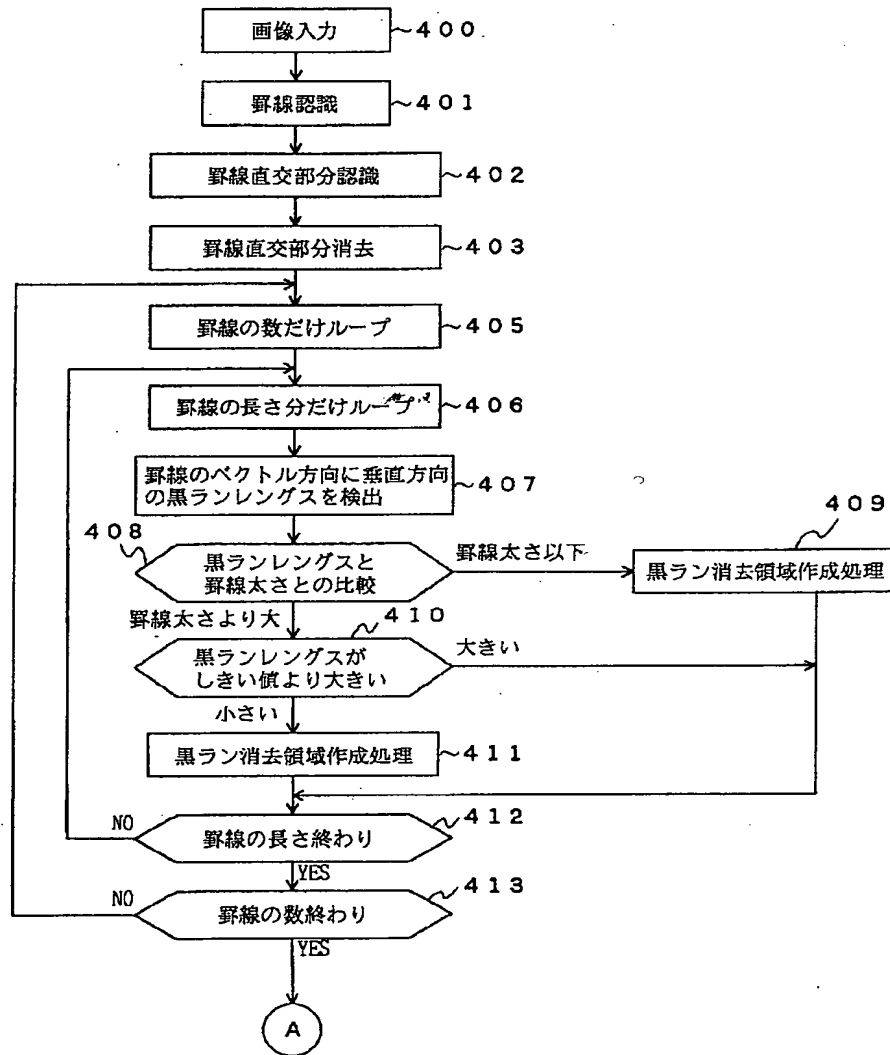 画像入力
400
罫線認識
401
罫線直交部分認識
402
罫線直交部分消去
403
罫線の数だけループ
405
罫線の長さ分だけループ
406
罫線のベクトル方向に垂直方向
の黒ランレングスを検出
407
408
黒ランレングスと
罫線太さとの比較
罫線太さ以下
409
黒ラン消去領域作成処理
罫線太さより大
410
黒ランレングスが
しきい値より大きい
大きい
小さい
黒ラン消去領域作成処理
411
NO
罫線の長さ終わり
412
YES
NO
罫線の数終わり
413
YES
A